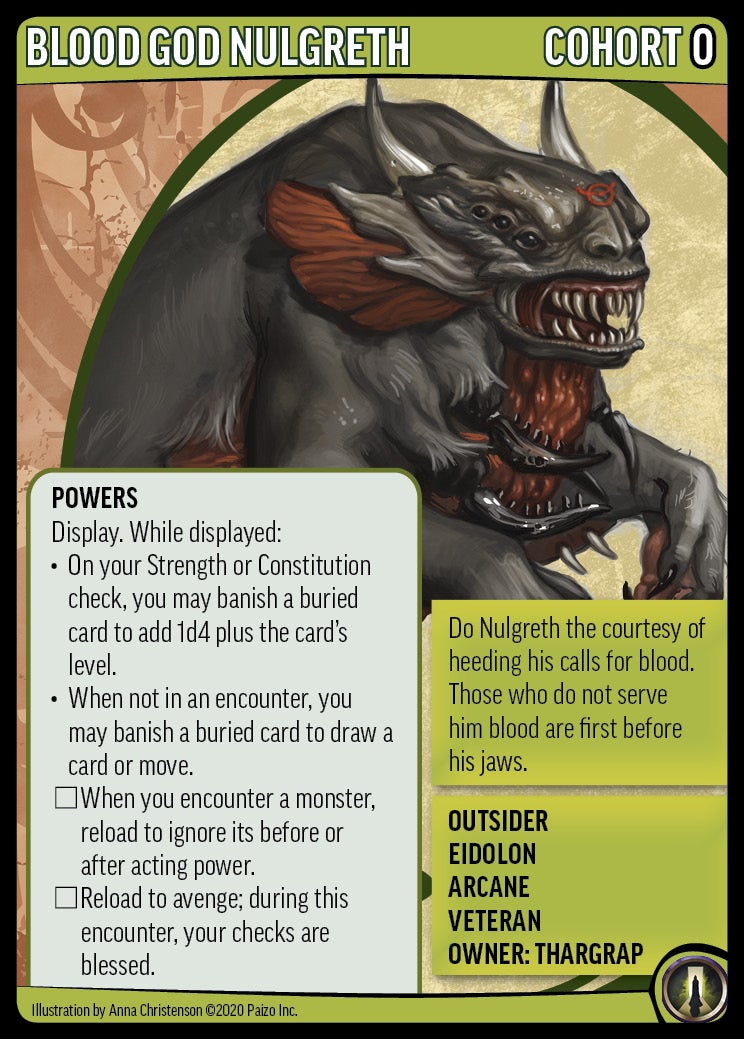 BLOOD GOD NULGRETH
COHORT 0
POWERS
Display. While displayed:
• On your Strength or Constitution
check, you may banish a buried
card to add 1d4 plus the card's
level.
• When not in an encounter, you
may banish a buried card to draw a
card or move.
☐When you encounter a monster,
reload to ignore its before or
after acting power.
☐Reload to avenge; during this
encounter, your checks are
blessed.
Do Nulgreth the courtesy of
heeding his calls for blood.
Those who do not serve
him blood are first before
his jaws.
OUTSIDER
EIDOLON
ARCANE
VETERAN
OWNER: THARGRAP
Illustration by Anna Christenson ©2020 Paizo Inc.